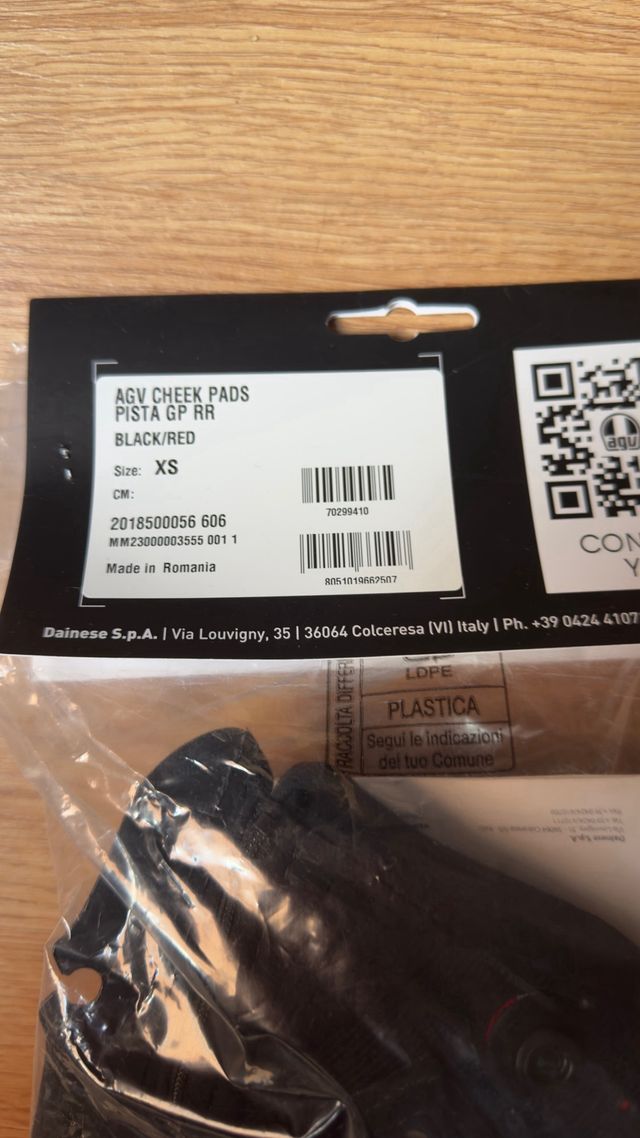 AGV CHEEK PADS
PISTA GP RR
BLACK/RED
Size: XS
CM:
2018500056 606
MM23000003555 001 1
Made in Romania
70299410
8051019662507
agv
CON
Y
Dainese S.p.A. | Via Louvigny, 35 | 36064 Colceresa (VI) Italy | Ph. +39 0424 4107
LDPE
PLASTICA
Segui le indicazioni
del tuo Comune
RACCOLTA DIFFER
Dainese S.p.A.